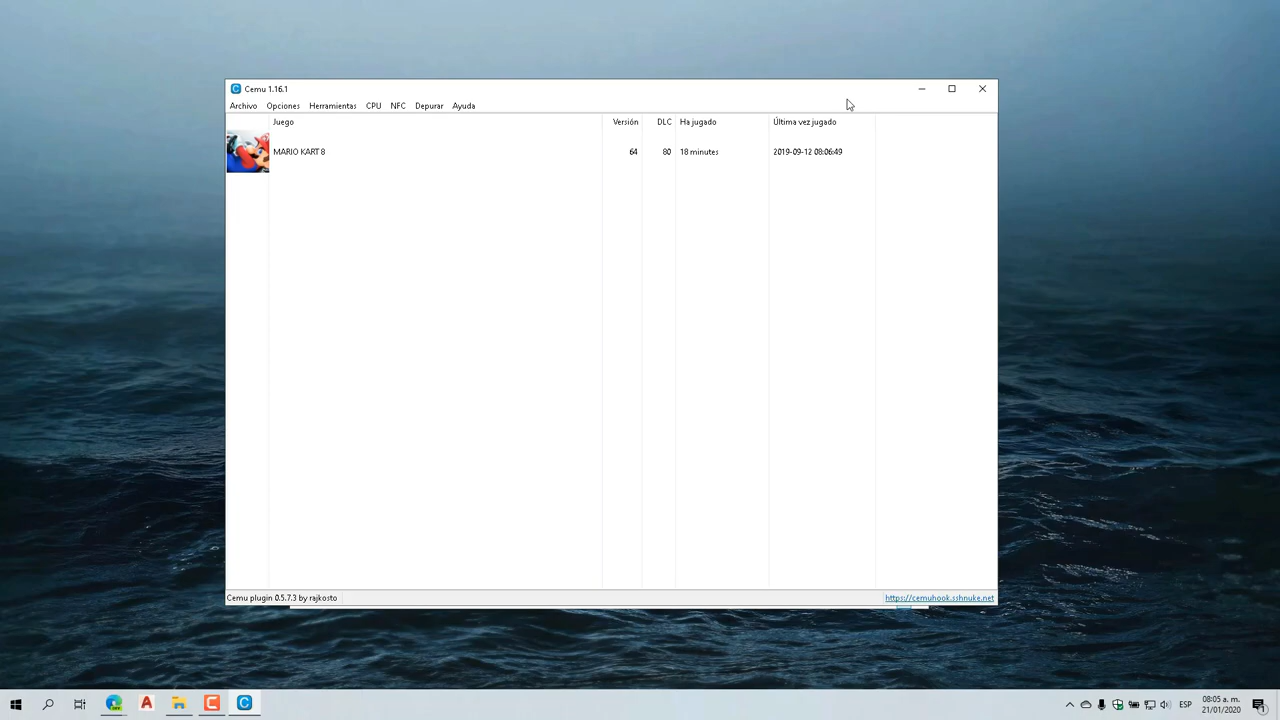 Cemu 1.16.1
Archivo Opciones Herramientas CPU NFC Depurar Ayuda
Juego Versión DLC Ha jugado Última vez jugado
MARIO KART 8 64 80 18 minutes 2019-09-12 08:06:49
Cemu plugin 0.5.7.3 by rajkosto https://cemuhook.sshnuke.net
ESP
08:05 a. m.
21/01/2020
1